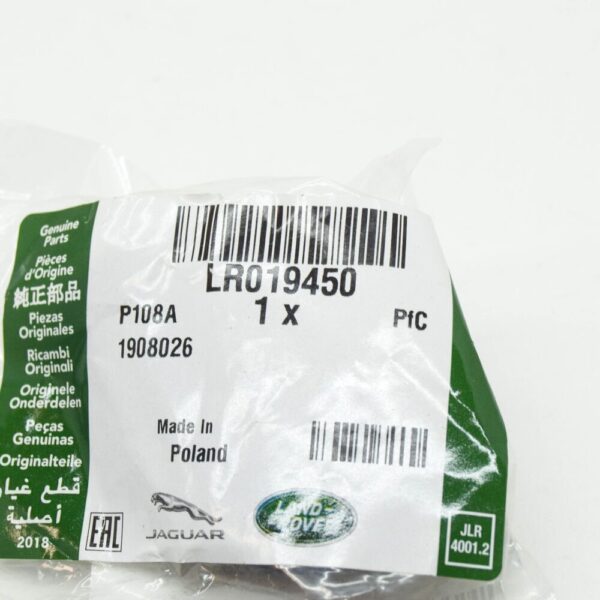 Genuine
Parts
Pièces
d'Origine
純正部品
Piezas
Originales
Ricambi
Originali
Originele
Onderdelen
Peças
Genuinas
Originalteile
قطع غيار
أصلية
2018
LR019450
1 x
P108A
PfC
1908026
Made In
Poland
EAC
JAGUAR
LAND-
ROVER
JLR
4001.2